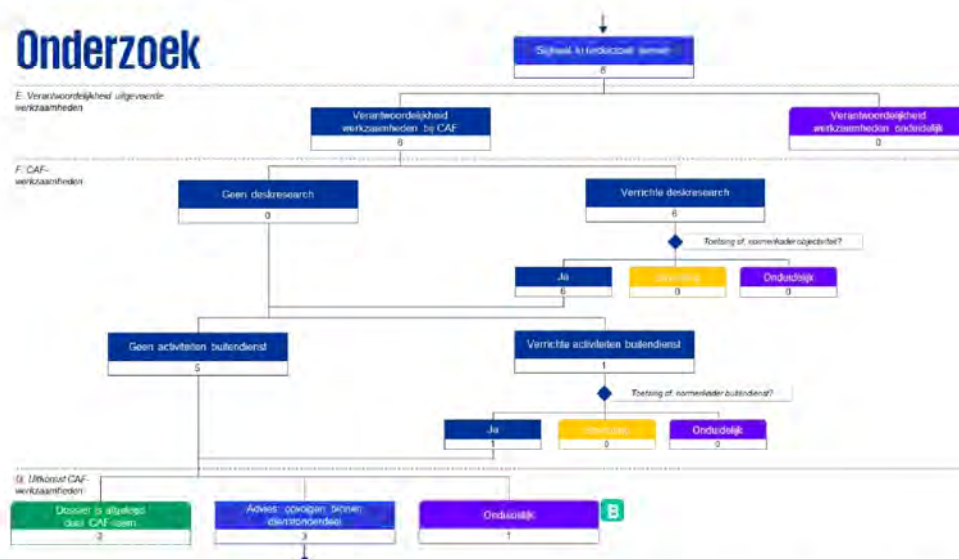 Onderzoek
Signaal in onderzoek
6
E. Verantwoordelijkheid uitgevoerde
werkzaamheden
Verantwoordelijkheid
werkzaamheden bij CAF
6
Verantwoordelijkheid
werkzaamheden onduidelijk
0
F. CAF-
werkzaamheden
Geen deskresearch
0
Verrichte deskresearch
6
Toetsing of. normenkader objectiviteit?
Ja
6
0
Onduidelijk
0
Geen activiteiten buitendienst
5
Verrichte activiteiten buitendienst
1
Toetsing of. normenkader buitendienst?
Ja
1
0
Onduidelijk
0
G. Uitkomst CAF-
werkzaamheden
Dossier is afgelegd
door CAF-team
2
Advies: opvolgen binnen
dienstonderdeel
3
Onduidelijk
1
B